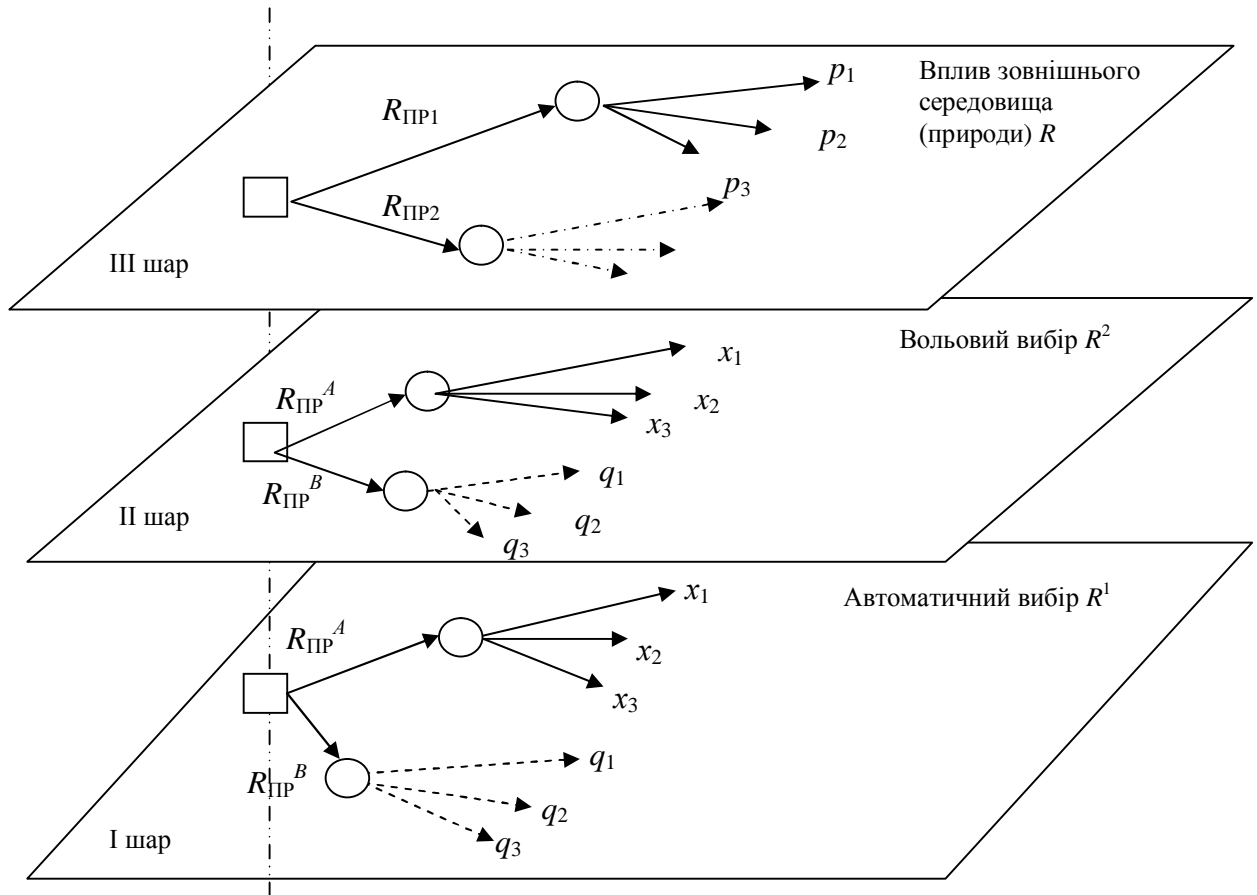 p1
Вплив зовнішнього
середовища
(природи) R
RПР1
p2
p3
RПР2
III шар
Вольовий вибір R²
x1
RПРᴬ
x2
x3
RПРᴮ
q1
II шар
q2
q3
x1
Автоматичний вибір R¹
RПРᴬ
x2
x3
q1
RПРᴮ
q2
I шар
q3